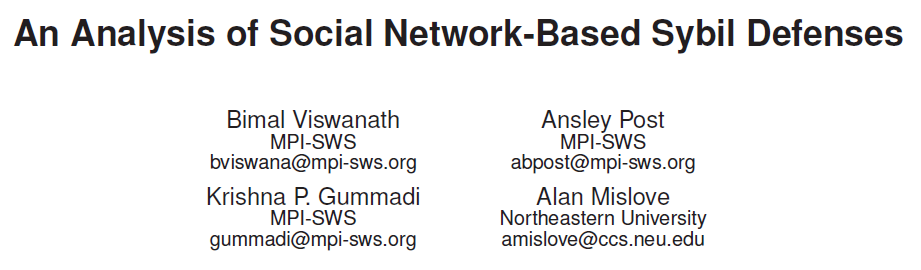 An Analysis of Social Network-Based Sybil Defenses
Bimal Viswanath
MPI-SWS
bviswana@mpi-sws.org
Ansley Post
MPI-SWS
abpost@mpi-sws.org
Krishna P. Gummadi
MPI-SWS
gummadi@mpi-sws.org
Alan Mislove
Northeastern University
amislove@ccs.neu.edu